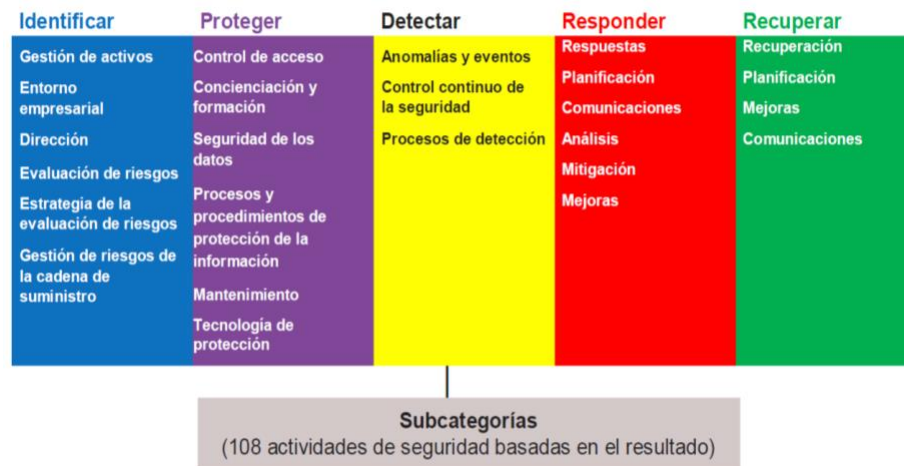 Identificar
Gestión de activos
Entorno
empresarial
Dirección
Evaluación de riesgos
Estrategia de la
evaluación de riesgos
Gestión de riesgos de
la cadena de
suministro
Proteger
Control de acceso
Concienciación y
formación
Seguridad de los
datos
Procesos y
procedimientos de
protección de la
información
Mantenimiento
Tecnología de
protección
Detectar
Anomalías y eventos
Control continuo de
la seguridad
Procesos de detección
Responder
Respuestas
Planificación
Comunicaciones
Análisis
Mitigación
Mejoras
Recuperar
Recuperación
Planificación
Mejoras
Comunicaciones
Subcategorías
(108 actividades de seguridad basadas en el resultado)